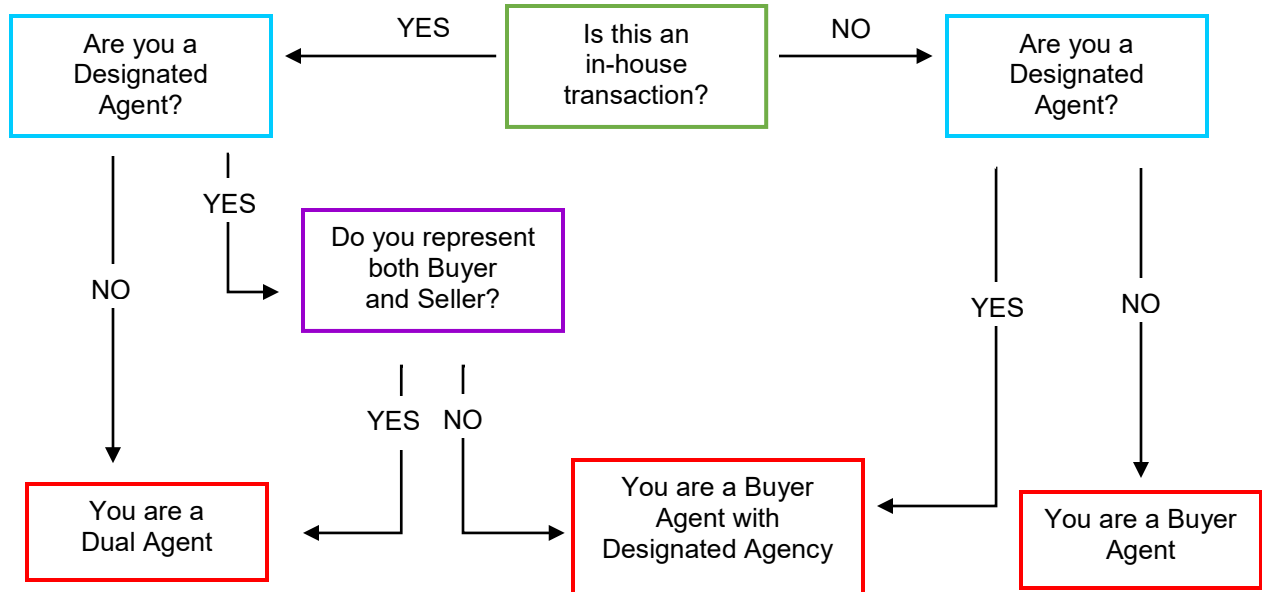 YES
Is this an
in-house
transaction?
NO
Are you a
Designated
Agent?
Are you a
Designated
Agent?
YES
Do you represent
both Buyer
and Seller?
NO
YES
NO
YES
NO
You are a
Dual Agent
You are a Buyer
Agent with
Designated Agency
You are a Buyer
Agent